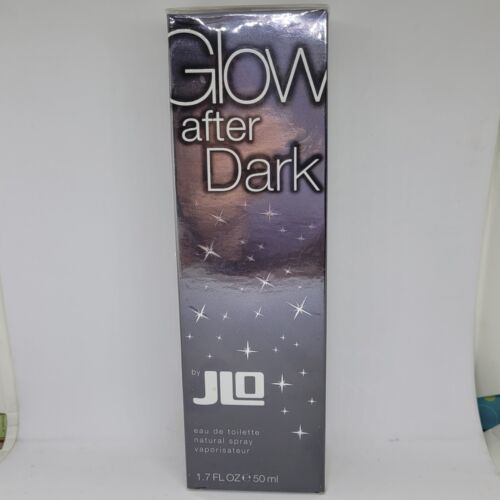 Glow
after
Dark
by
JLO
eau de toilette
natural spray
vaporisateur
1.7 FL OZ ℮ 50 ml